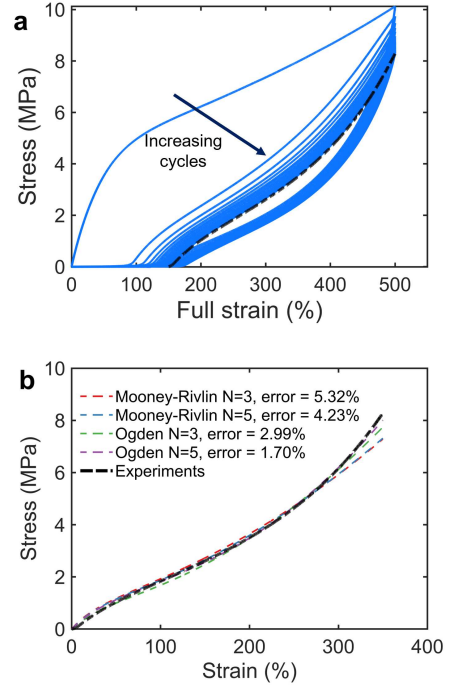 a
10
8
6
4
2
0
Stress (MPa)
Increasing
cycles
0 100 200 300 400 500
Full strain (%)
b
10
8
6
4
2
0
Stress (MPa)
Mooney-Rivlin N=3, error = 5.32%
Mooney-Rivlin N=5, error = 4.23%
Ogden N=3, error = 2.99%
Ogden N=5, error = 1.70%
Experiments
0 100 200 300 400
Strain (%)